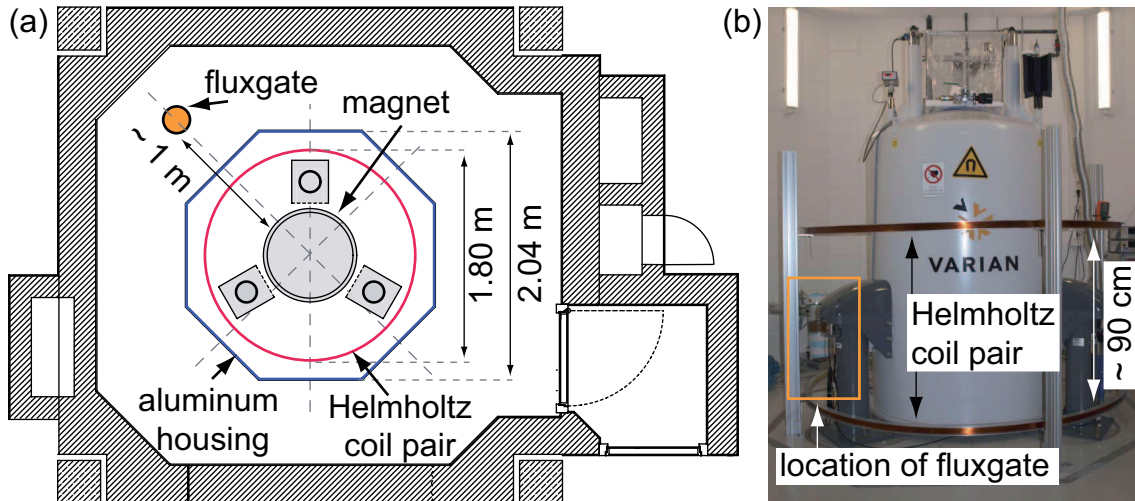 (a)
fluxgate
magnet
~ 1 m
1.80 m
2.04 m
aluminum
housing
Helmholtz
coil pair
(b)
VARIAN
Helmholtz
coil pair
~ 90 cm
location of fluxgate